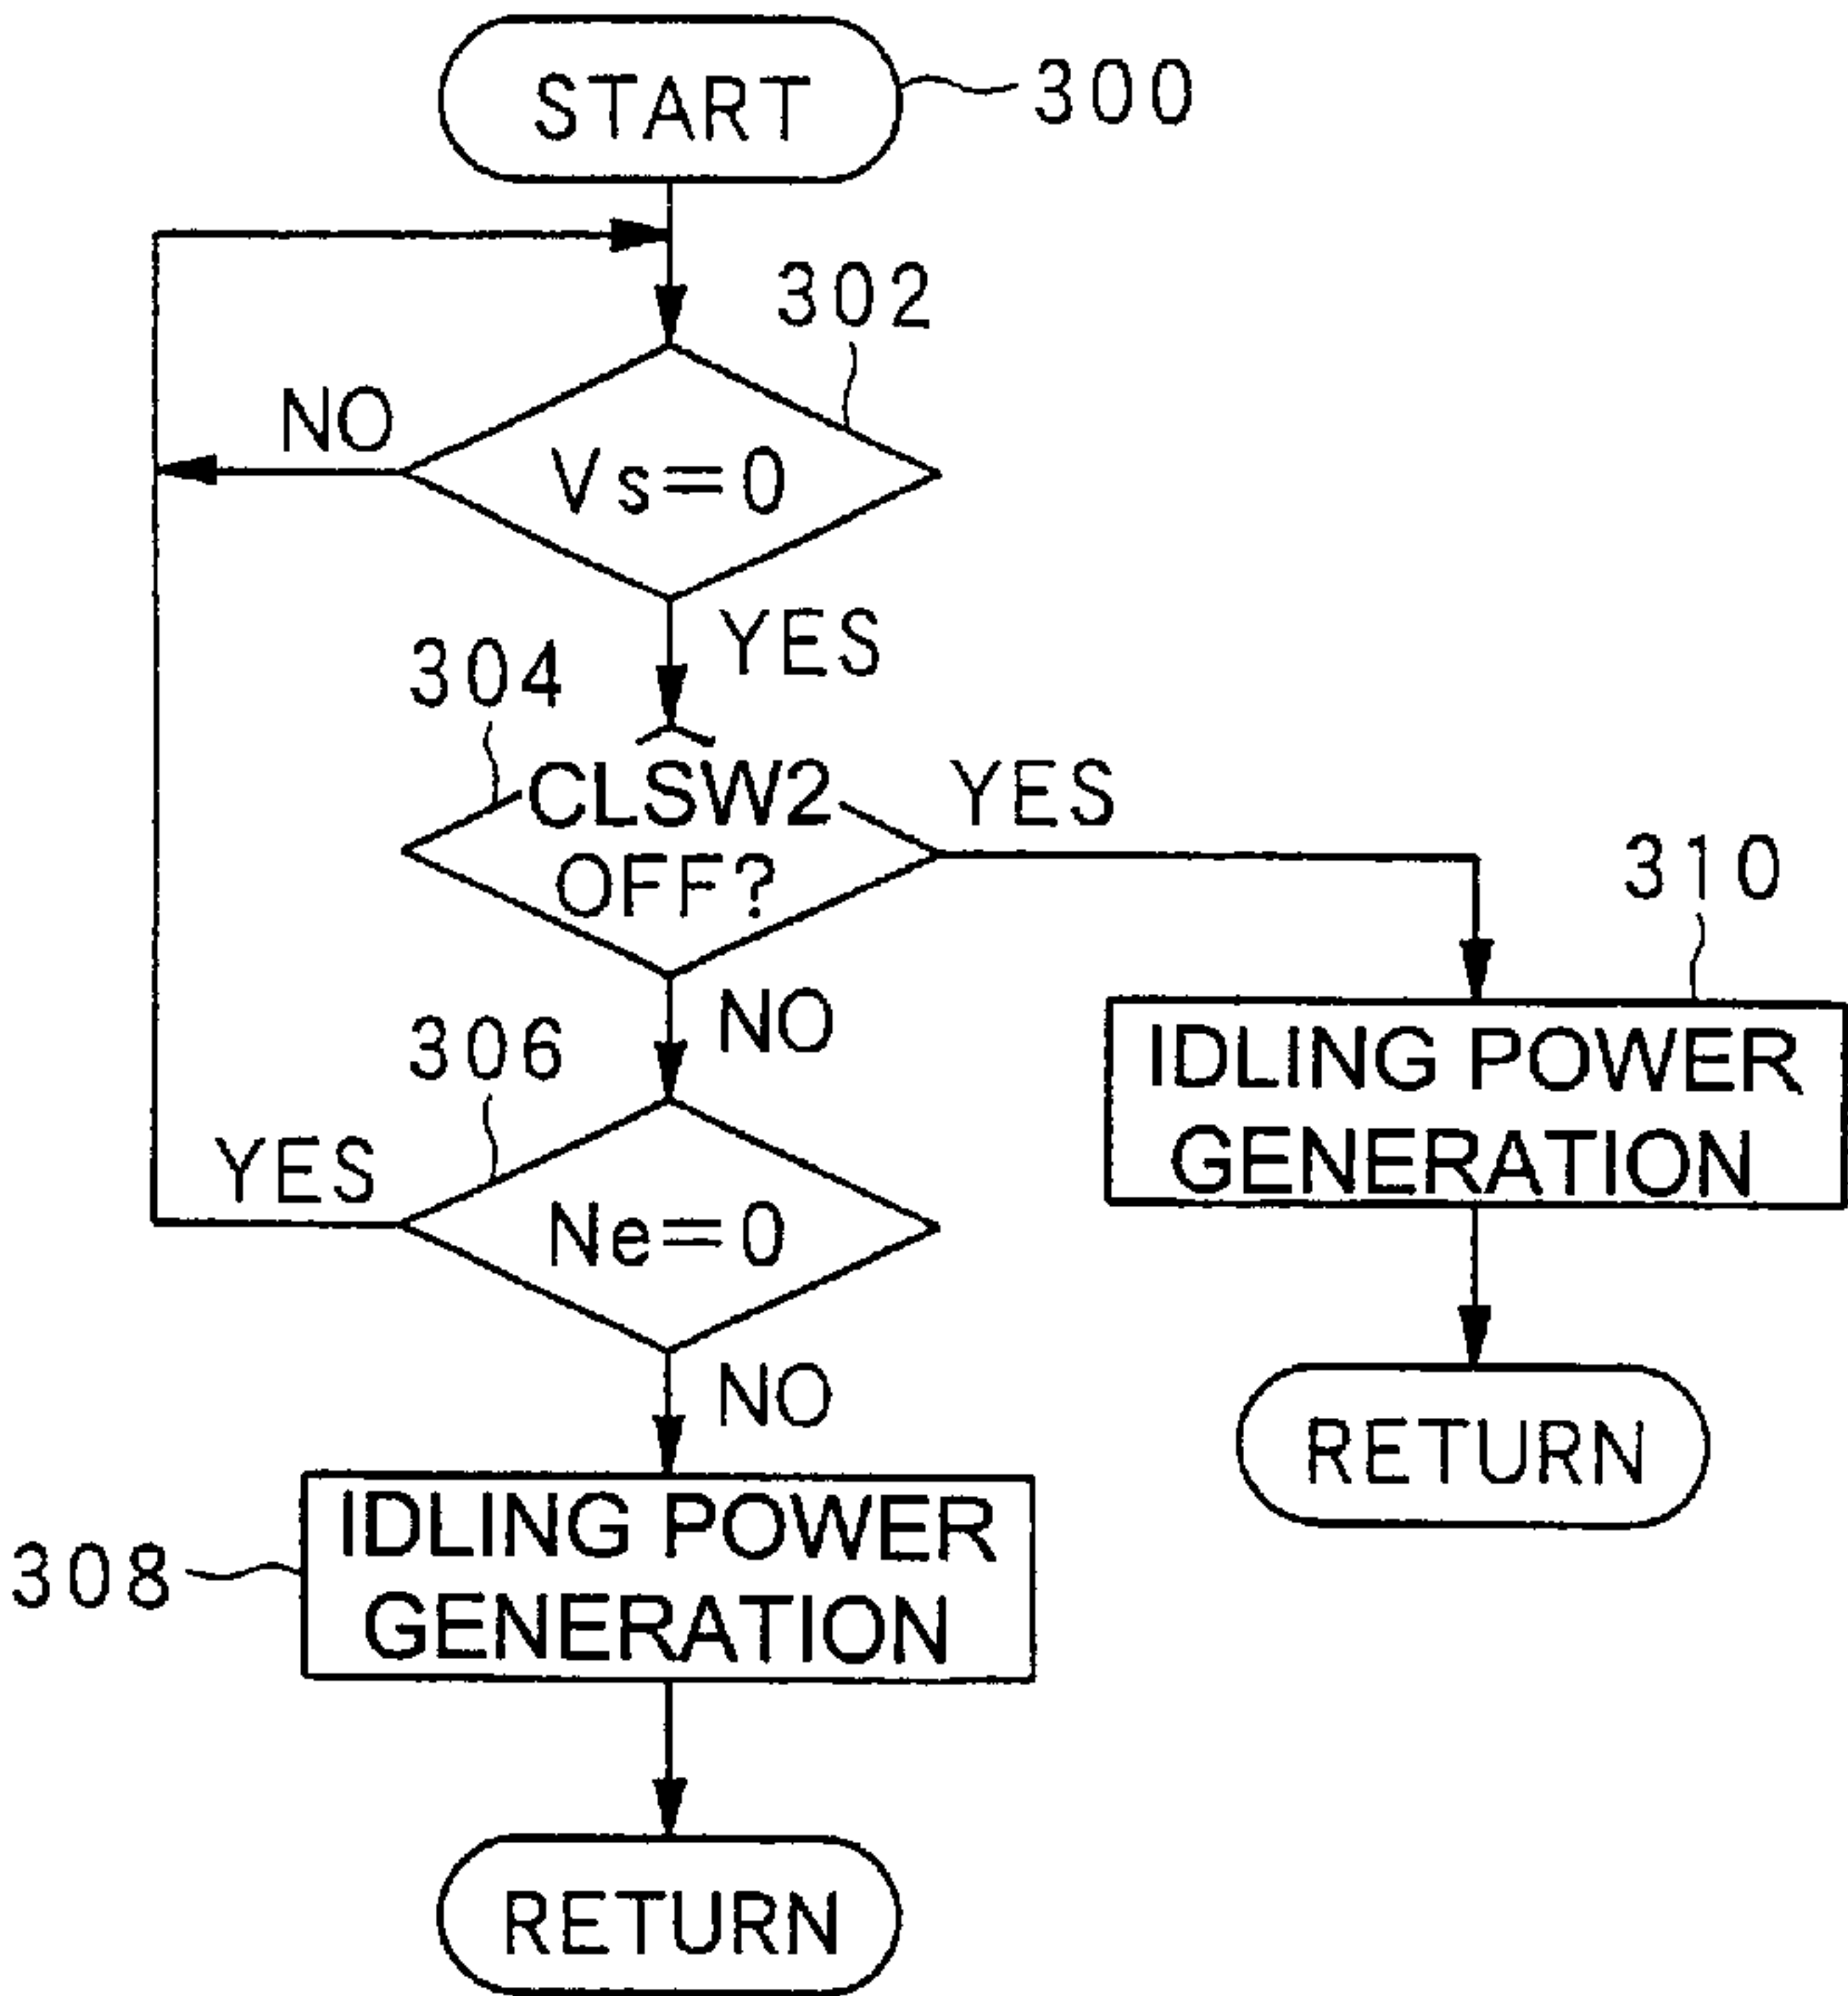 START
300
302
NO
Vs=0
YES
304
CLSW2
OFF?
YES
310
NO
IDLING POWER
GENERATION
306
YES
Ne=0
NO
RETURN
308
IDLING POWER
GENERATION
RETURN